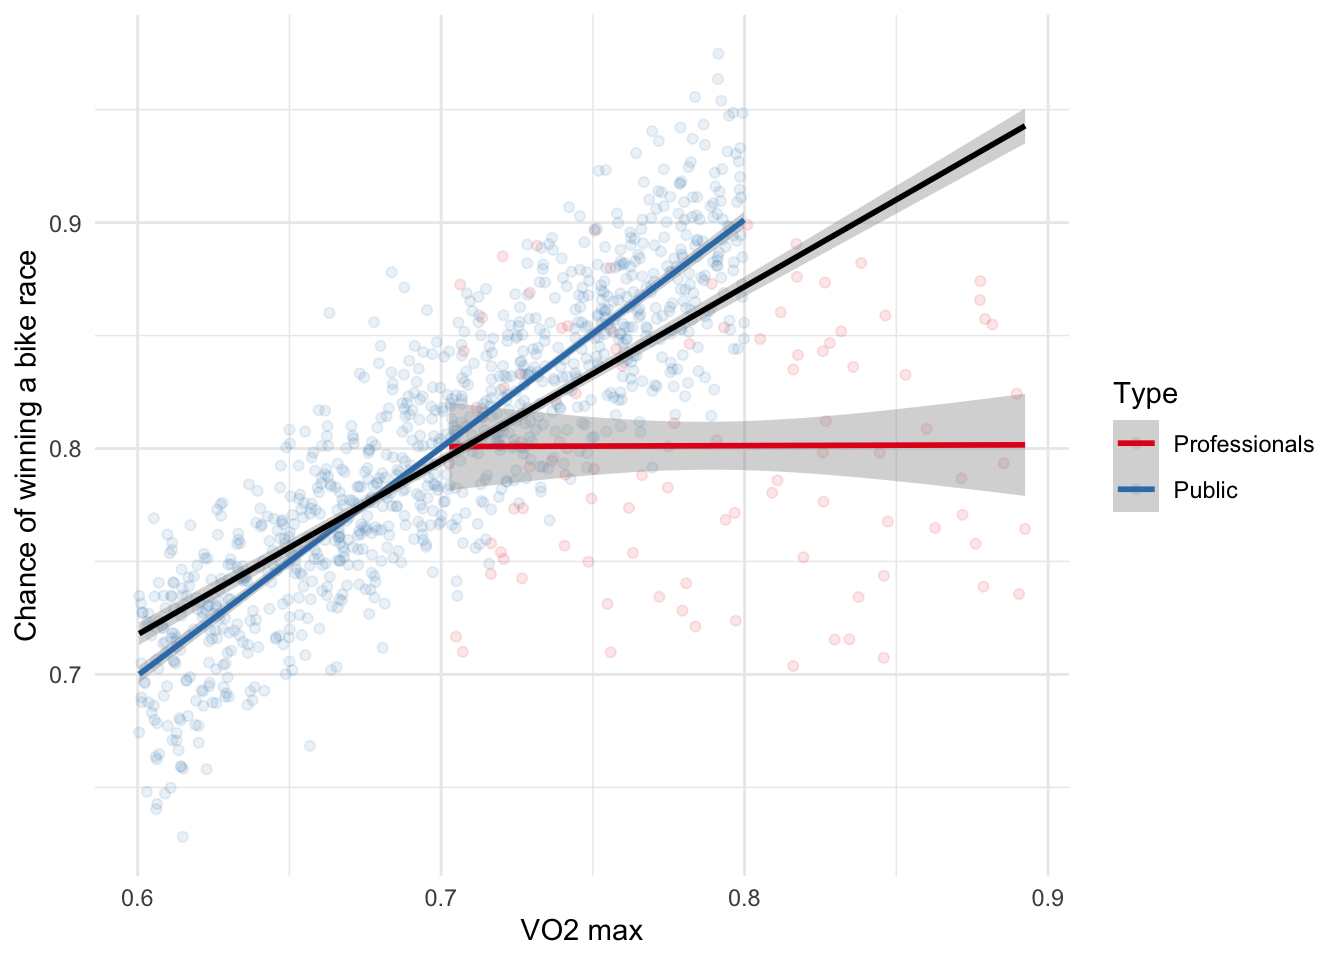 Chance of winning a bike race
0.9
0.8
0.7
0.6 0.7 0.8 0.9
VO2 max
Type
Professionals
Public